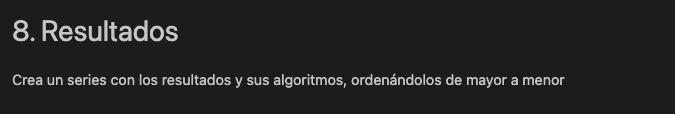 8. Resultados
Crea un series con los resultados y sus algoritmos, ordenándolos de mayor a menor